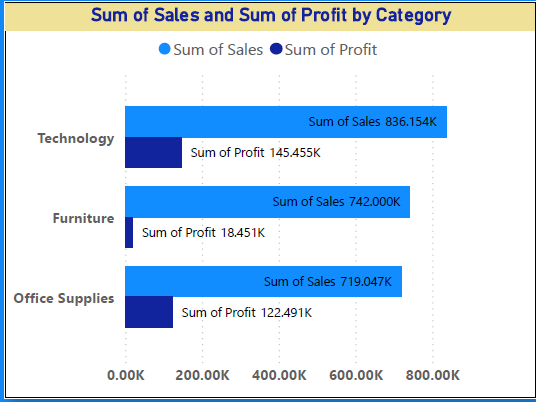 Sum of Sales and Sum of Profit by Category
Sum of Sales Sum of Profit
Sum of Sales 836.154K
Technology
Sum of Profit 145.455K
Sum of Sales 742.000K
Furniture
Sum of Profit 18.451K
Sum of Sales 719.047K
Office Supplies
Sum of Profit 122.491K
0.00K 200.00K 400.00K 600.00K 800.00K